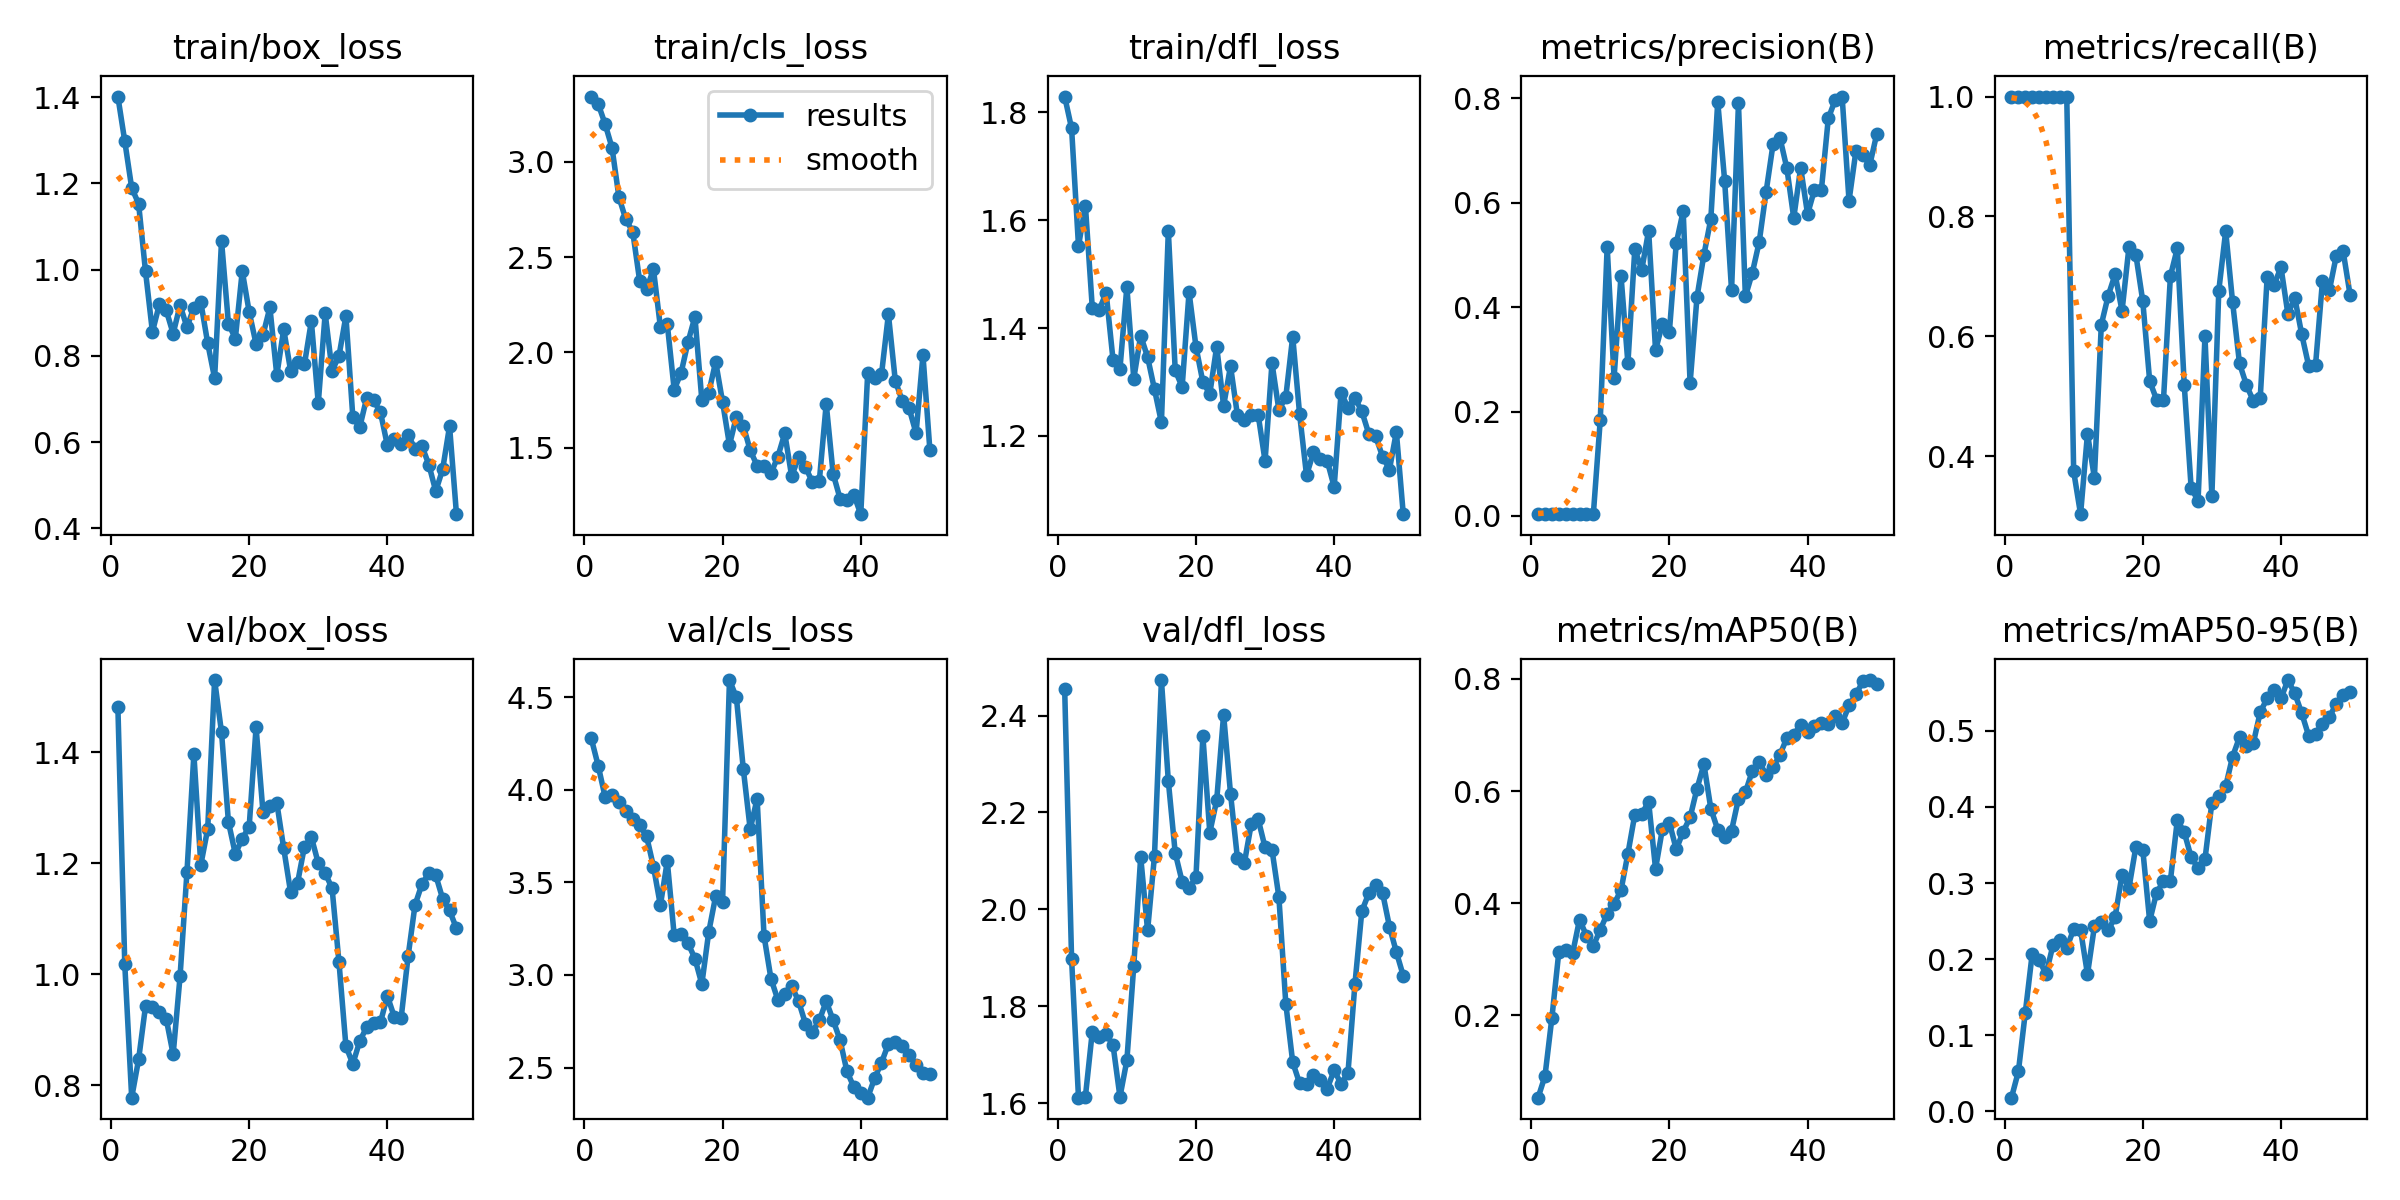 train/box_loss
1.4
1.2
1.0
0.8
0.6
0.4
0 20 40
train/cls_loss
results
smooth
3.0
2.5
2.0
1.5
0 20 40
train/dfl_loss
1.8
1.6
1.4
1.2
0 20 40
metrics/precision(B)
0.8
0.6
0.4
0.2
0.0
0 20 40
metrics/recall(B)
1.0
0.8
0.6
0.4
0 20 40
val/box_loss
1.4
1.2
1.0
0.8
0 20 40
val/cls_loss
4.5
4.0
3.5
3.0
2.5
0 20 40
val/dfl_loss
2.4
2.2
2.0
1.8
1.6
0 20 40
metrics/mAP50(B)
0.8
0.6
0.4
0.2
0 20 40
metrics/mAP50-95(B)
0.5
0.4
0.3
0.2
0.1
0.0
0 20 40